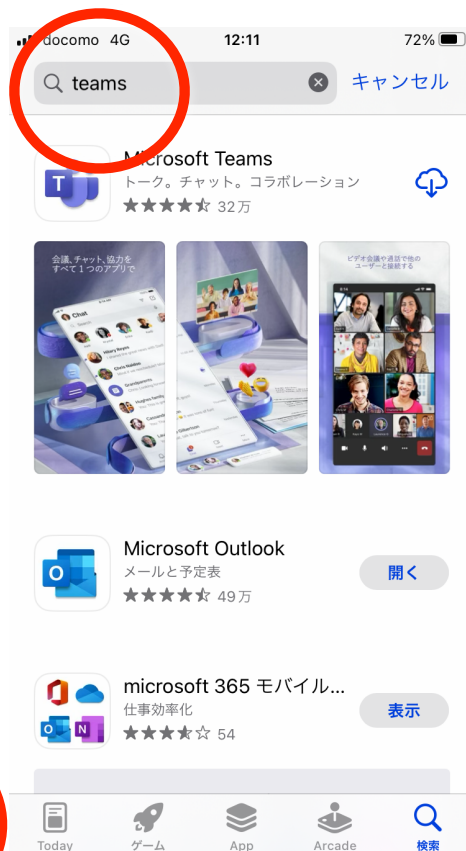 docomo 4G 12:11 72%
teams キャンセル
Microsoft Teams
トーク。チャット。コラボレーション
32万
会議、チャット、協力を
すべて1つのアプリで
Chat
ビデオ会議や通話で他の
ユーザーと接続する
Microsoft Outlook
メールと予定表
49万
開く
microsoft 365 モバイル...
仕事効率化
54
表示
Today ゲーム App Arcade 検索